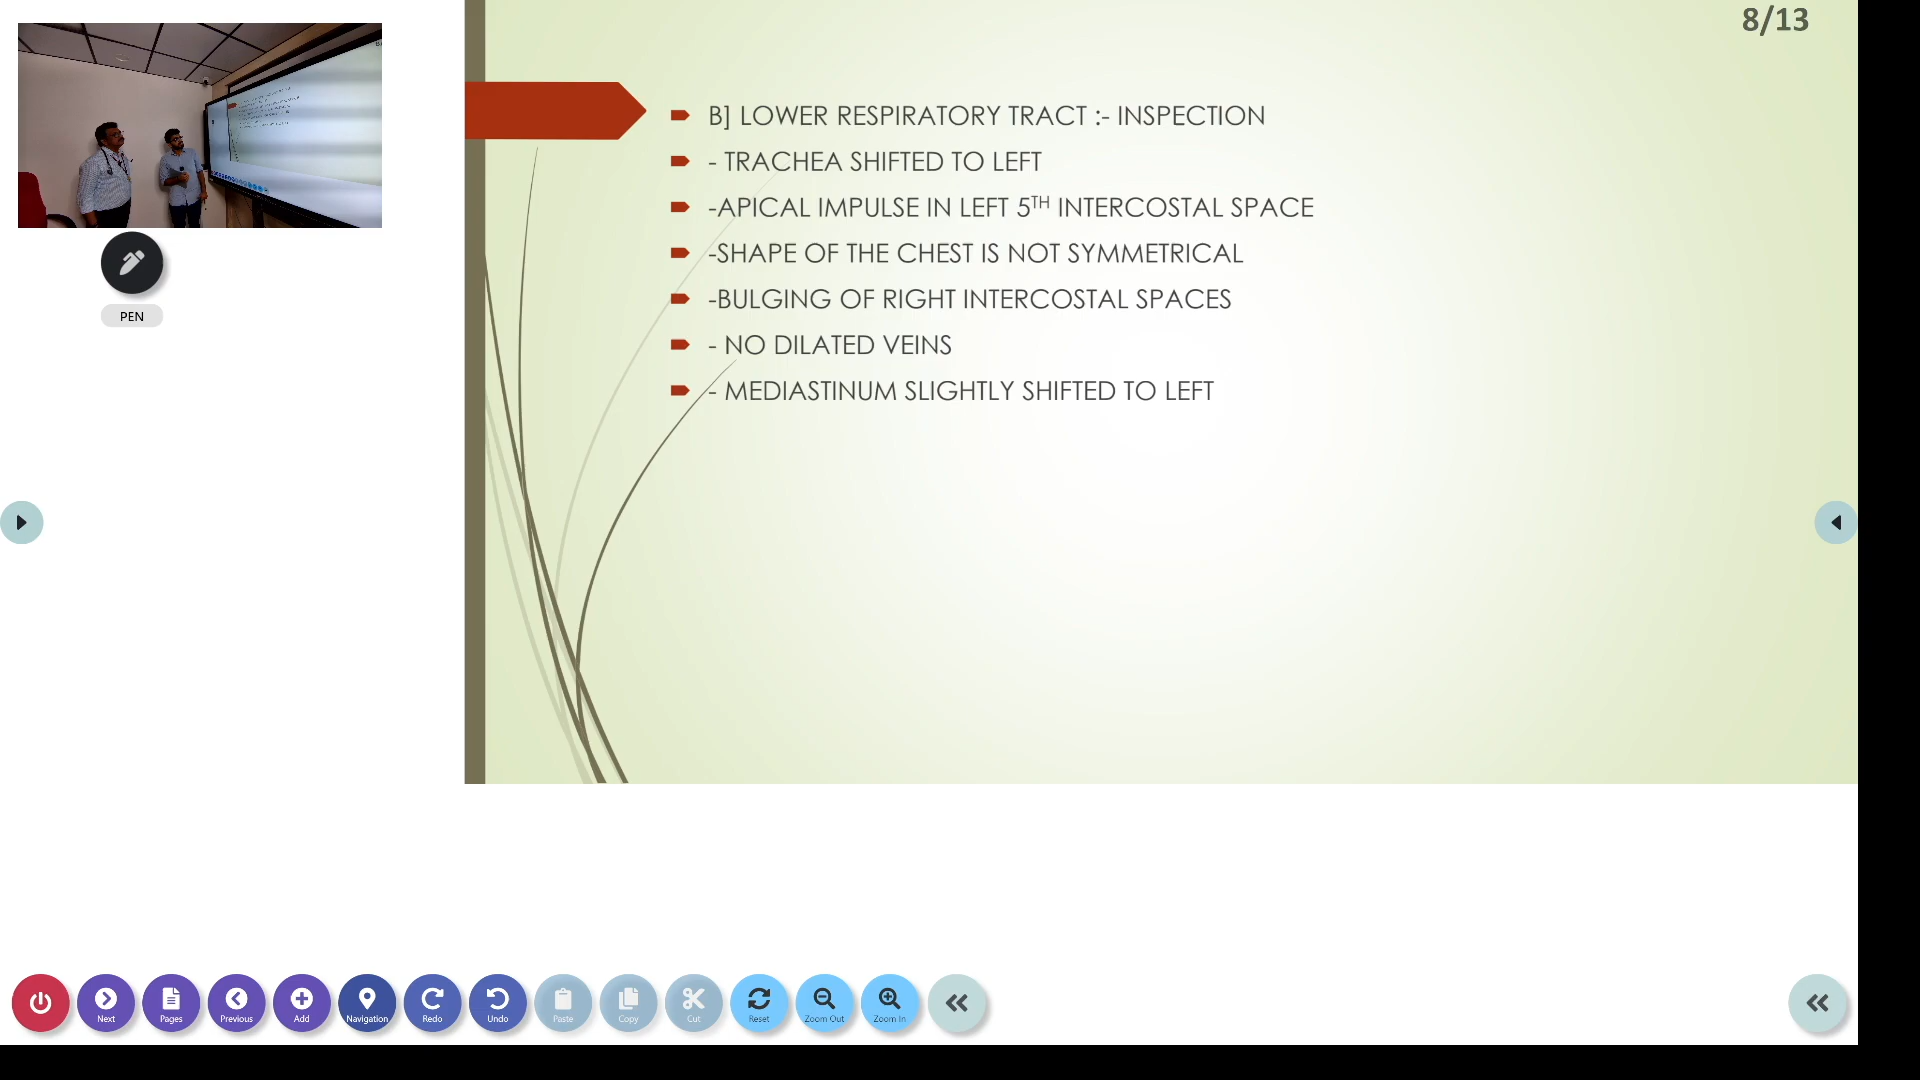 8/13
B] LOWER RESPIRATORY TRACT :- INSPECTION
- TRACHEA SHIFTED TO LEFT
-APICAL IMPULSE IN LEFT 5TH INTERCOSTAL SPACE
-SHAPE OF THE CHEST IS NOT SYMMETRICAL
-BULGING OF RIGHT INTERCOSTAL SPACES
- NO DILATED VEINS
- MEDIASTINUM SLIGHTLY SHIFTED TO LEFT
PEN
Next
Pages
Previous
Add
Navigation
Redo
Undo
Paste
Copy
Cut
Reset
Zoom Out
Zoom In